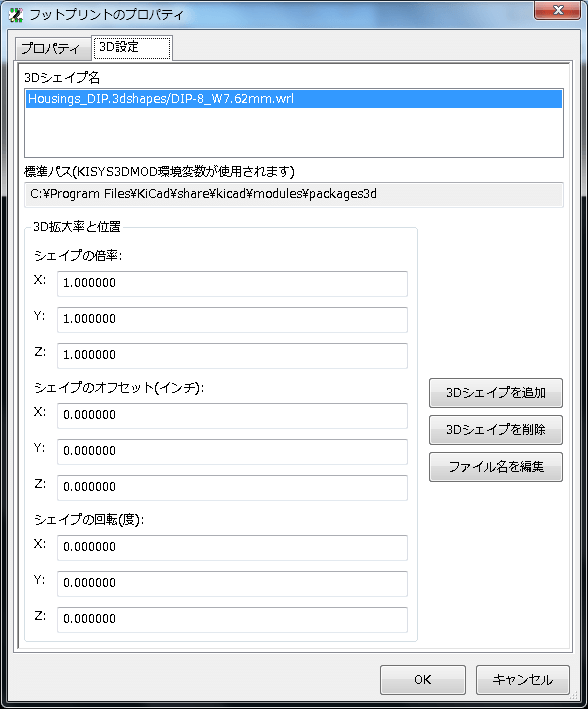 フットプリントのプロパティ
プロパティ
3D設定
3Dシェイプ名
Housings_DIP.3dshapes/DIP-8_W7.62mm.wrl
標準パス(KISYS3DMOD環境変数が使用されます)
C:¥Program Files¥KiCad¥share¥kicad¥modules¥packages3d
3D拡大率と位置
シェイプの倍率:
X: 1.000000
Y: 1.000000
Z: 1.000000
シェイプのオフセット(インチ):
X: 0.000000
Y: 0.000000
Z: 0.000000
シェイプの回転(度):
X: 0.000000
Y: 0.000000
Z: 0.000000
3Dシェイプを追加
3Dシェイプを削除
ファイル名を編集
OK
キャンセル